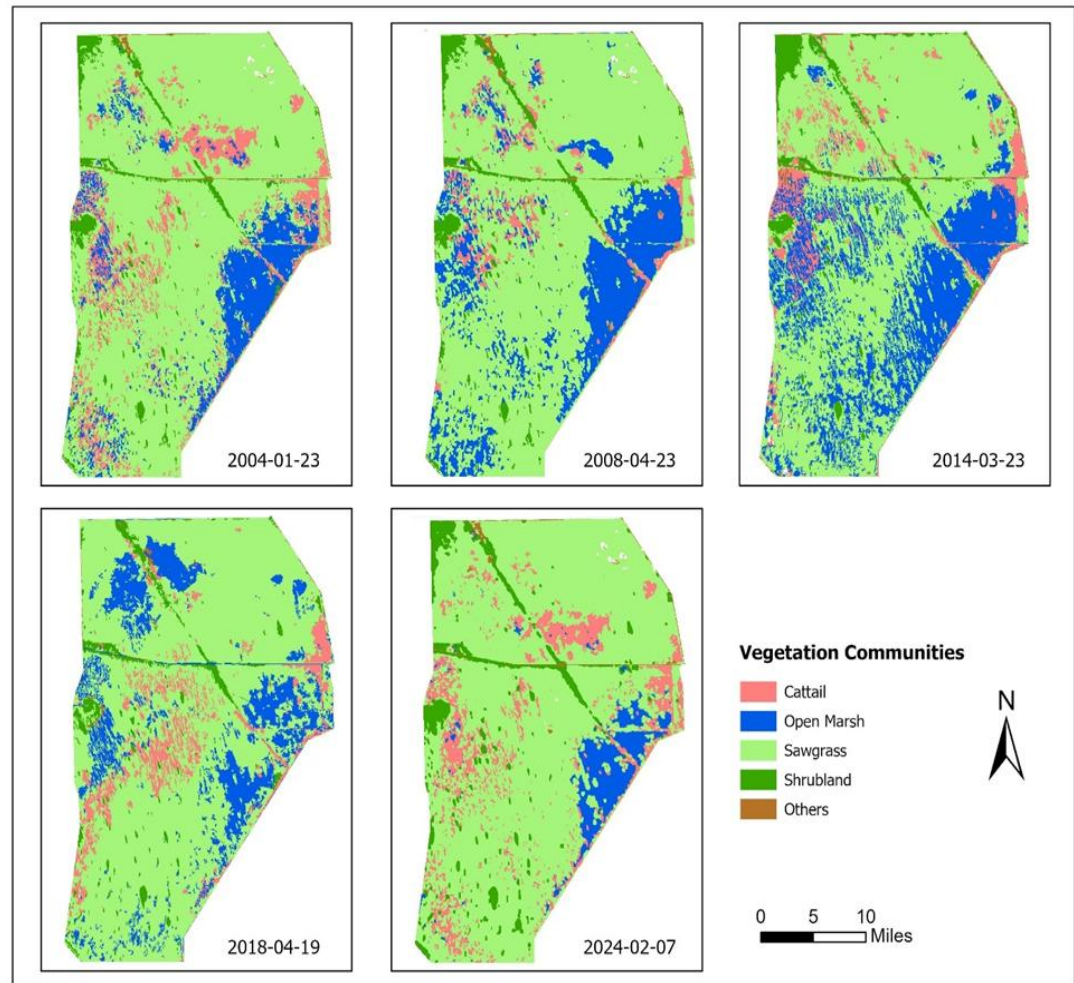 2004-01-23
2008-04-23
2014-03-23
2018-04-19
2024-02-07
Vegetation Communities
Cattail
Open Marsh
Sawgrass
Shrubland
Others
N
0 5 10
Miles